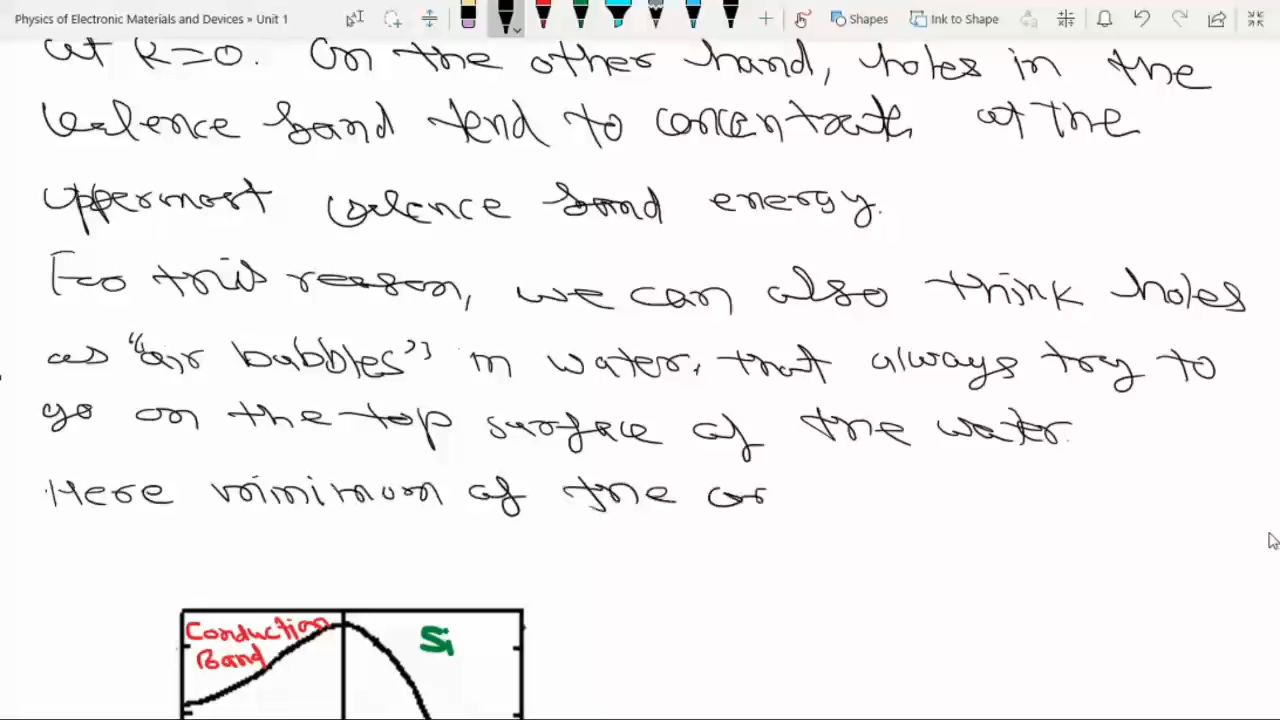 Physics of Electronic Materials and Devices » Unit 1
Shapes
Ink to Shape
at k=0. On the other hand, holes in the
valence band tend to concentrate at the
uppermost valence band energy.
For this reason, we can also think holes
as "air bubbles" in water, that always try to
go on the top surface of the water.
Here minimum of the
Conduction
Band
Si